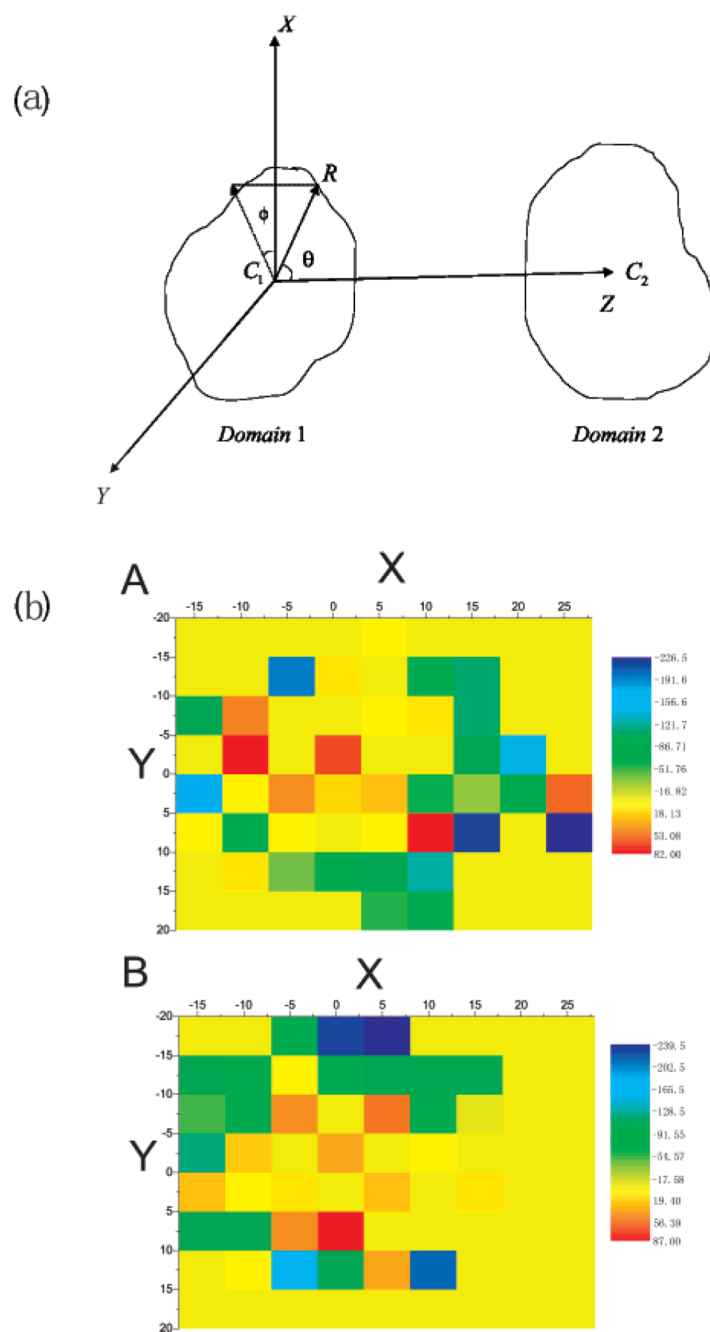 (a)
X
R
ϕ
C1
θ
C2
Z
Domain 1
Domain 2
Y
(b)
A
X
-15 -10 -5 0 5 10 15 20 25
Y
-20
-15
-10
-5
0
5
10
15
20
-226.5
-191.6
-156.6
-121.7
-86.71
-51.76
-16.82
18.13
53.08
82.00
B
X
-15 -10 -5 0 5 10 15 20 25
Y
-20
-15
-10
-5
0
5
10
15
20
-239.5
-202.5
-165.5
-128.5
-91.55
-54.57
-17.58
19.40
56.39
87.00